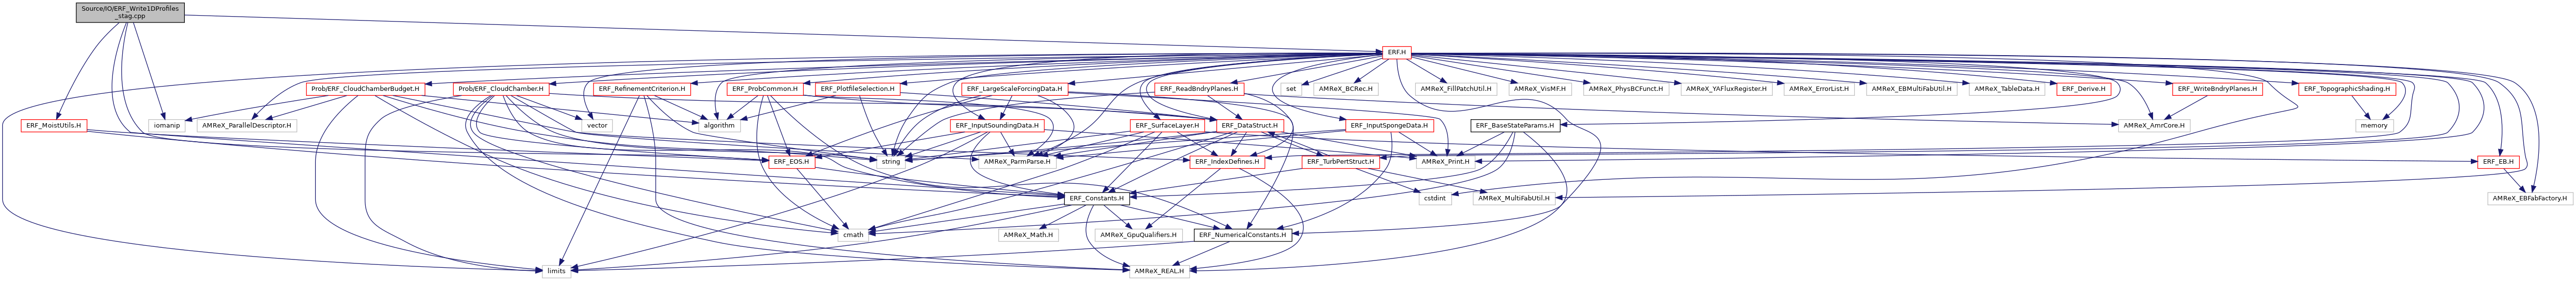 Source/IO/ERF_Write1DProfiles
_stag.cpp
ERF.H
Prob/ERF_CloudChamberBudget.H
Prob/ERF_CloudChamber.H
ERF_RefinementCriterion.H
ERF_ProbCommon.H
ERF_PlotfileSelection.H
ERF_LargeScaleForcingData.H
ERF_ReadBndryPlanes.H
set
AMReX_BCRec.H
AMReX_FillPatchUtil.H
AMReX_VisMF.H
AMReX_PhysBCFunct.H
AMReX_YAFluxRegister.H
AMReX_ErrorList.H
AMReX_EBMultiFabUtil.H
AMReX_TableData.H
ERF_Derive.H
ERF_WriteBndryPlanes.H
ERF_TopographicShading.H
ERF_MoistUtils.H
iomanip
AMReX_ParallelDescriptor.H
vector
algorithm
ERF_InputSoundingData.H
ERF_SurfaceLayer.H
ERF_DataStruct.H
ERF_InputSpongeData.H
ERF_BaseStateParams.H
AMReX_AmrCore.H
memory
ERF_EOS.H
string
AMReX_ParmParse.H
ERF_IndexDefines.H
ERF_TurbPertStruct.H
AMReX_Print.H
ERF_EB.H
ERF_Constants.H
cstdint
AMReX_MultiFabUtil.H
AMReX_EBFabFactory.H
cmath
AMReX_Math.H
AMReX_GpuQualifiers.H
ERF_NumericalConstants.H
limits
AMReX_REAL.H